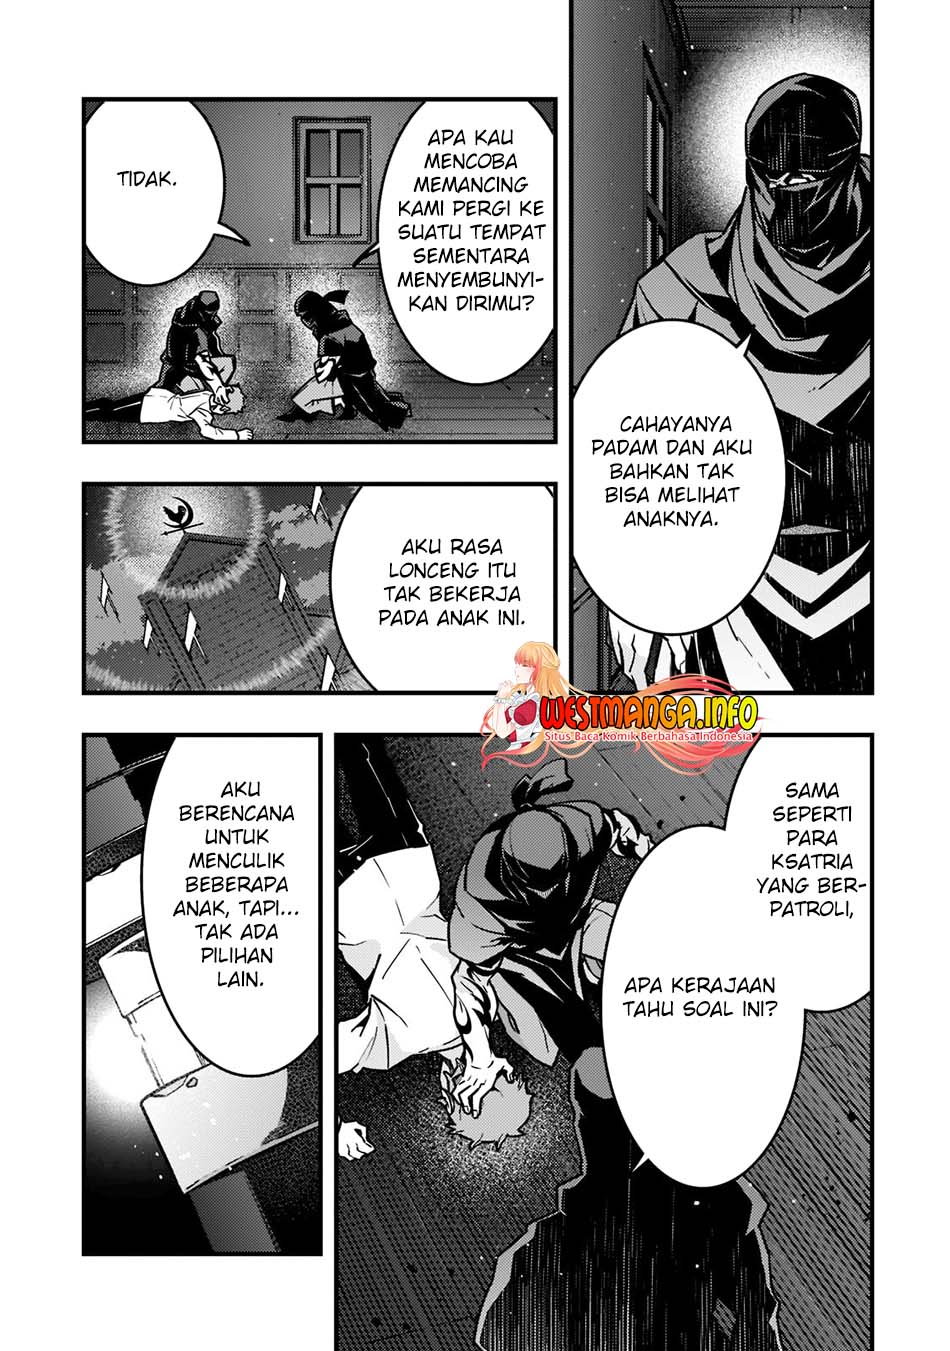 CAHAYANYA
PADAM DAN AKU
BAHKAN TAK
BISA MELIHAT
ANAKNYA.
APA KAU
MENCOBA
MEMANCING
KAMI PERGI KE
SUATU TEMPAT
SEMENTARA
MENYEMBUNYI-
KAN DIRIMU?
TIDAK.
AKU RASA
LONCENG ITU
TAK BEKERJA
PADA ANAK INI.
WESTMANGA.INFO
Situs Baca Komik Berbahasa Indonesia
SAMA
SEPERTI
PARA
KSATRIA
YANG BER-
PATROLI,
APA KERAJAAN
TAHU SOAL INI?
AKU
BERENCANA
UNTUK
MENCULIK
BEBERAPA
ANAK, TAPI...
TAK ADA
PILIHAN
LAIN.